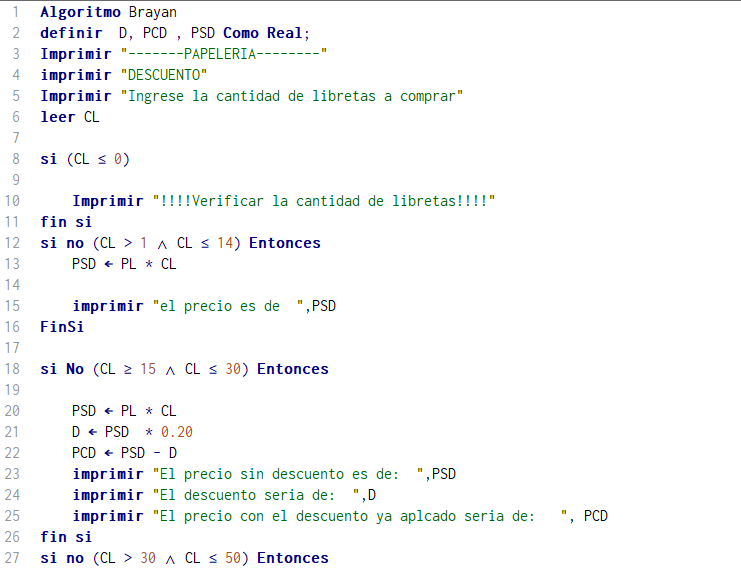 1 Algoritmo Brayan
2 definir D, PCD , PSD Como Real;
3 Imprimir "-------PAPELERIA--------"
4 imprimir "DESCUENTO"
5 Imprimir "Ingrese la cantidad de libretas a comprar"
6 leer CL
7
8 si (CL ≤ 0)
9
10 Imprimir "!!!!Verificar la cantidad de libretas!!!!"
11 fin si
12 si no (CL > 1 ∧ CL ≤ 14) Entonces
13 PSD ← PL * CL
14
15 imprimir "el precio es de  ",PSD
16 FinSi
17
18 si No (CL ≥ 15 ∧ CL ≤ 30) Entonces
19
20 PSD ← PL * CL
21 D ← PSD  * 0.20
22 PCD ← PSD - D
23 imprimir "El precio sin descuento es de:  ",PSD
24 imprimir "El descuento seria de:  ",D
25 imprimir "El precio con el descuento ya aplcado seria de:   ", PCD
26 fin si
27 si no (CL > 30 ∧ CL ≤ 50) Entonces